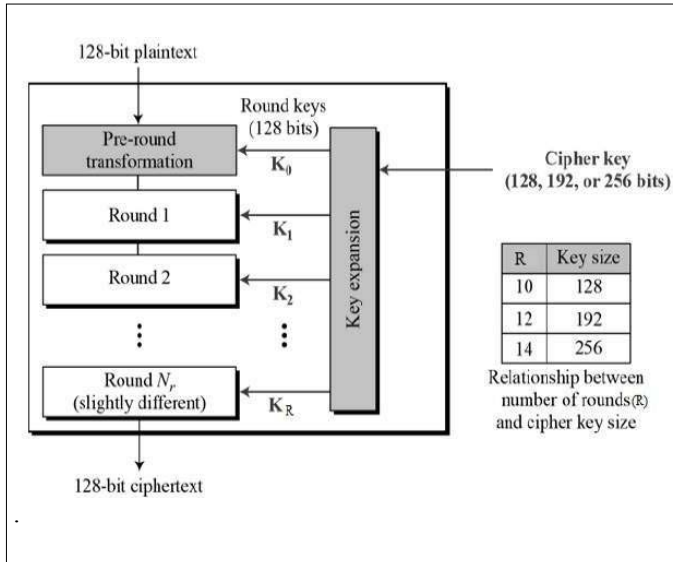 128-bit plaintext
Round keys
(128 bits)
Pre-round
transformation
K₀
Cipher key
(128, 192, or 256 bits)
Round 1
K₁
Round 2
K₂
Key expansion
R Key size
10 128
12 192
14 256
Relationship between
number of rounds(R)
and cipher key size
Round Nᵣ
(slightly different)
K_R
128-bit ciphertext